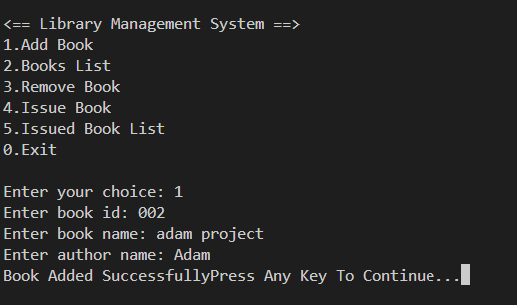 <== Library Management System ==>
1.Add Book
2.Books List
3.Remove Book
4.Issue Book
5.Issued Book List
0.Exit
Enter your choice: 1
Enter book id: 002
Enter book name: adam project
Enter author name: Adam
Book Added SuccessfullyPress Any Key To Continue...